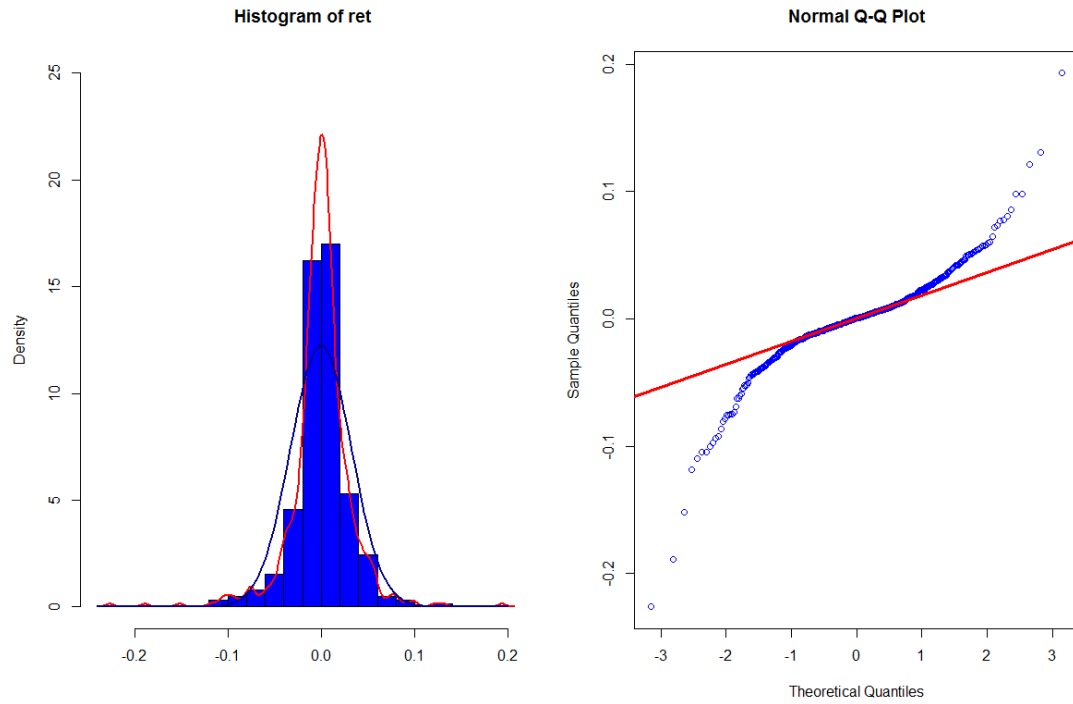 Histogram of ret
Density
25
20
15
10
5
0
-0.2 -0.1 0.0 0.1 0.2
Normal Q-Q Plot
Sample Quantiles
0.2
0.1
0.0
-0.1
-0.2
-3 -2 -1 0 1 2 3
Theoretical Quantiles